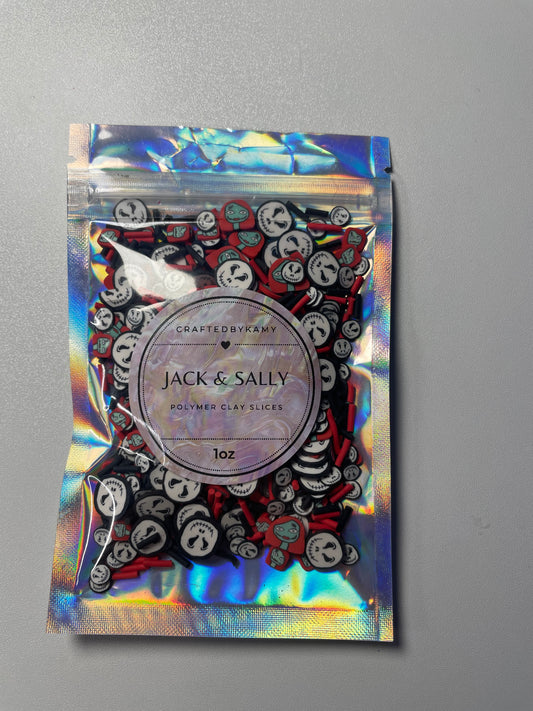 CRAFTEDBYKAMY
JACK & SALLY
POLYMER CLAY SLICES
1oz